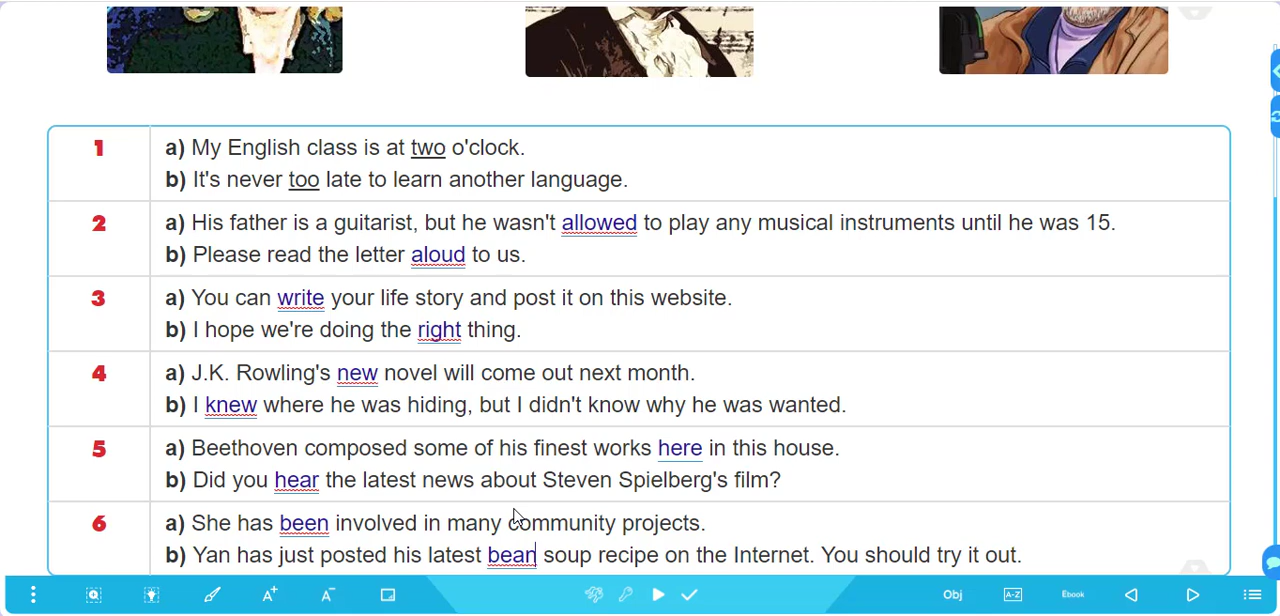 1
a) My English class is at two o'clock.
b) It's never too late to learn another language.
2
a) His father is a guitarist, but he wasn't allowed to play any musical instruments until he was 15.
b) Please read the letter aloud to us.
3
a) You can write your life story and post it on this website.
b) I hope we're doing the right thing.
4
a) J.K. Rowling's new novel will come out next month.
b) I knew where he was hiding, but I didn't know why he was wanted.
5
a) Beethoven composed some of his finest works here in this house.
b) Did you hear the latest news about Steven Spielberg's film?
6
a) She has been involved in many community projects.
b) Yan has just posted his latest bean soup recipe on the Internet. You should try it out.
A+ A- Obj A-Z Ebook